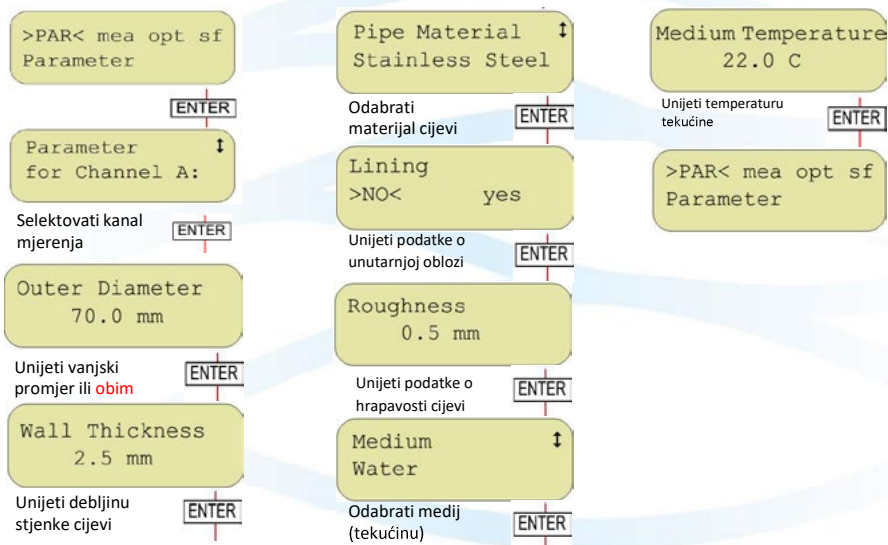 >PAR< mea opt sf
Parameter
ENTER
Parameter ↕
for Channel A:
Selektovati kanal
mjerenja
ENTER
Outer Diameter
70.0 mm
Unijeti vanjski
promjer ili obim
ENTER
Wall Thickness
2.5 mm
Unijeti debljinu
stjenke cijevi
ENTER
Pipe Material ↕
Stainless Steel
Odabrati
materijal cijevi
ENTER
Lining
>NO< yes
Unijeti podatke o
unutarnjoj oblozi
ENTER
Roughness
0.5 mm
Unijeti podatke o
hrapavosti cijevi
ENTER
Medium ↕
Water
Odabrati medij
(tekućinu)
ENTER
Medium Temperature
22.0 C
Unijeti temperaturu
tekućine
ENTER
>PAR< mea opt sf
Parameter